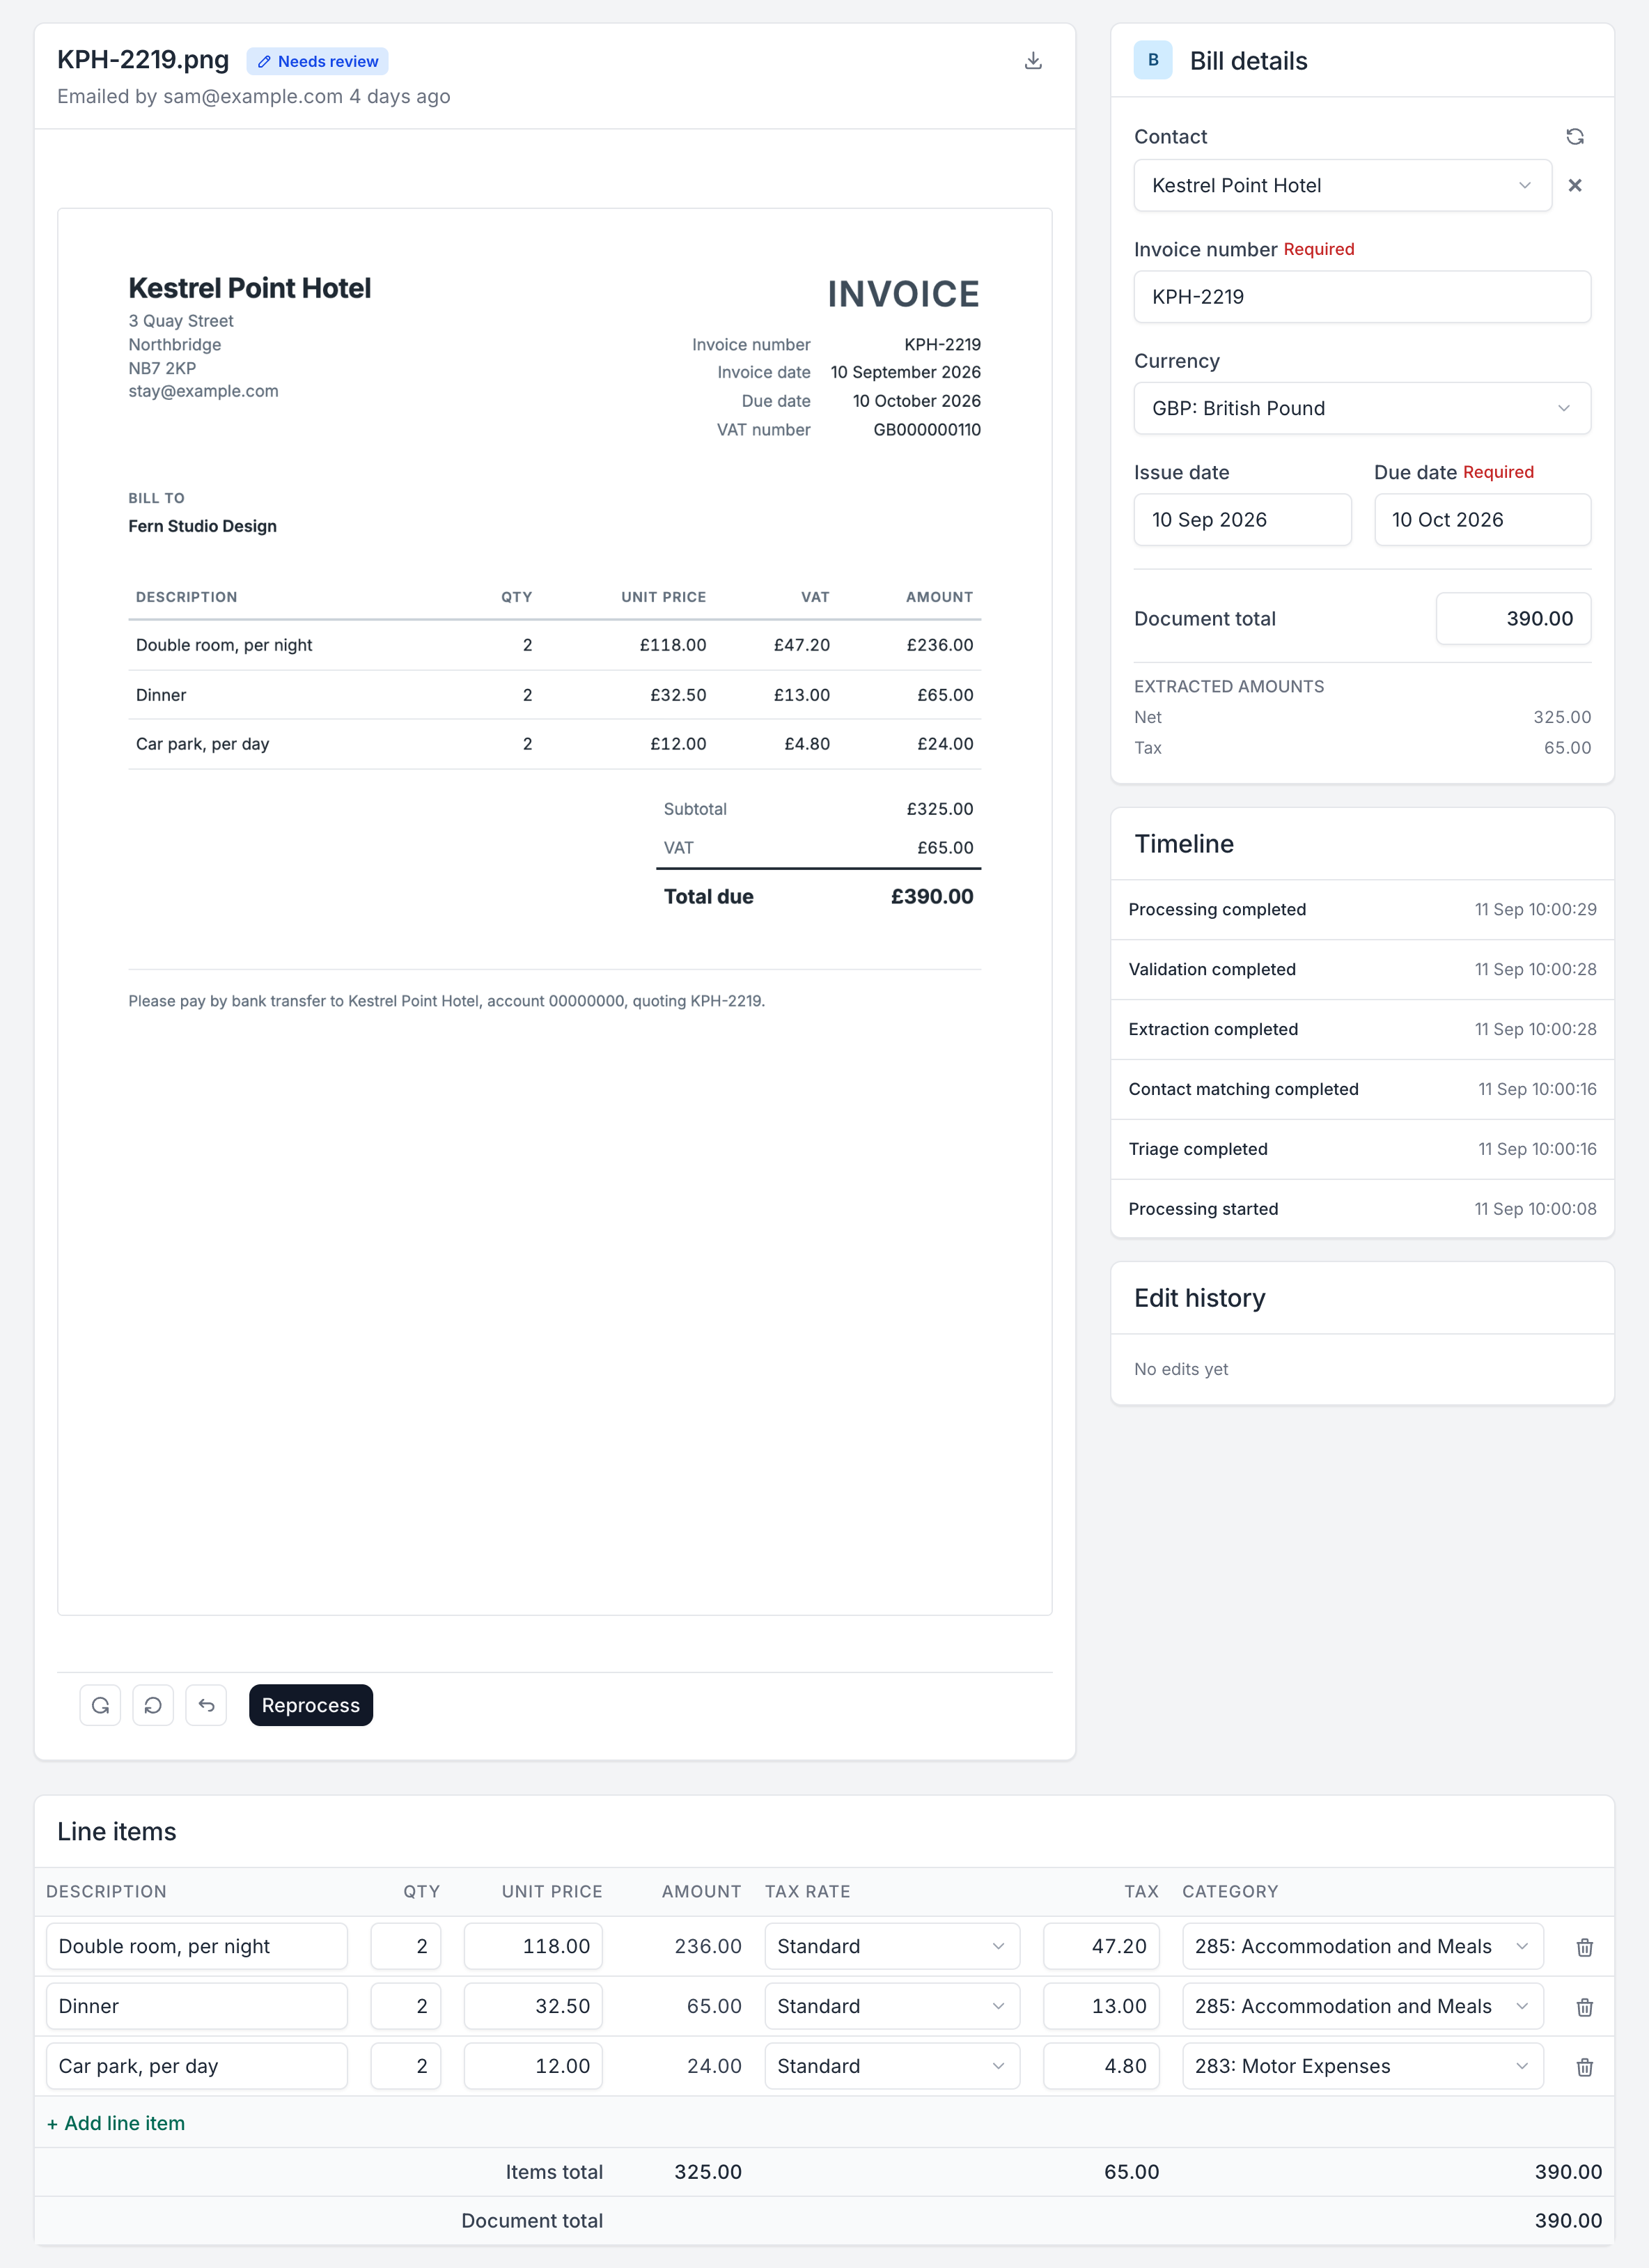 KPH-2219.png Needs review
Emailed by sam@example.com 4 days ago
Kestrel Point Hotel
3 Quay Street
Northbridge
NB7 2KP
stay@example.com
INVOICE
Invoice number KPH-2219
Invoice date 10 September 2026
Due date 10 October 2026
VAT number GB000000110
BILL TO
Fern Studio Design
DESCRIPTION QTY UNIT PRICE VAT AMOUNT
Double room, per night 2 £118.00 £47.20 £236.00
Dinner 2 £32.50 £13.00 £65.00
Car park, per day 2 £12.00 £4.80 £24.00
Subtotal £325.00
VAT £65.00
Total due £390.00
Please pay by bank transfer to Kestrel Point Hotel, account 00000000, quoting KPH-2219.
Reprocess
B Bill details
Contact
Kestrel Point Hotel
Invoice number Required
KPH-2219
Currency
GBP: British Pound
Issue date Due date Required
10 Sep 2026 10 Oct 2026
Document total 390.00
EXTRACTED AMOUNTS
Net 325.00
Tax 65.00
Timeline
Processing completed 11 Sep 10:00:29
Validation completed 11 Sep 10:00:28
Extraction completed 11 Sep 10:00:28
Contact matching completed 11 Sep 10:00:16
Triage completed 11 Sep 10:00:16
Processing started 11 Sep 10:00:08
Edit history
No edits yet
Line items
DESCRIPTION QTY UNIT PRICE AMOUNT TAX RATE TAX CATEGORY
Double room, per night 2 118.00 236.00 Standard 47.20 285: Accommodation and Meals
Dinner 2 32.50 65.00 Standard 13.00 285: Accommodation and Meals
Car park, per day 2 12.00 24.00 Standard 4.80 283: Motor Expenses
+ Add line item
Items total 325.00 65.00 390.00
Document total 390.00